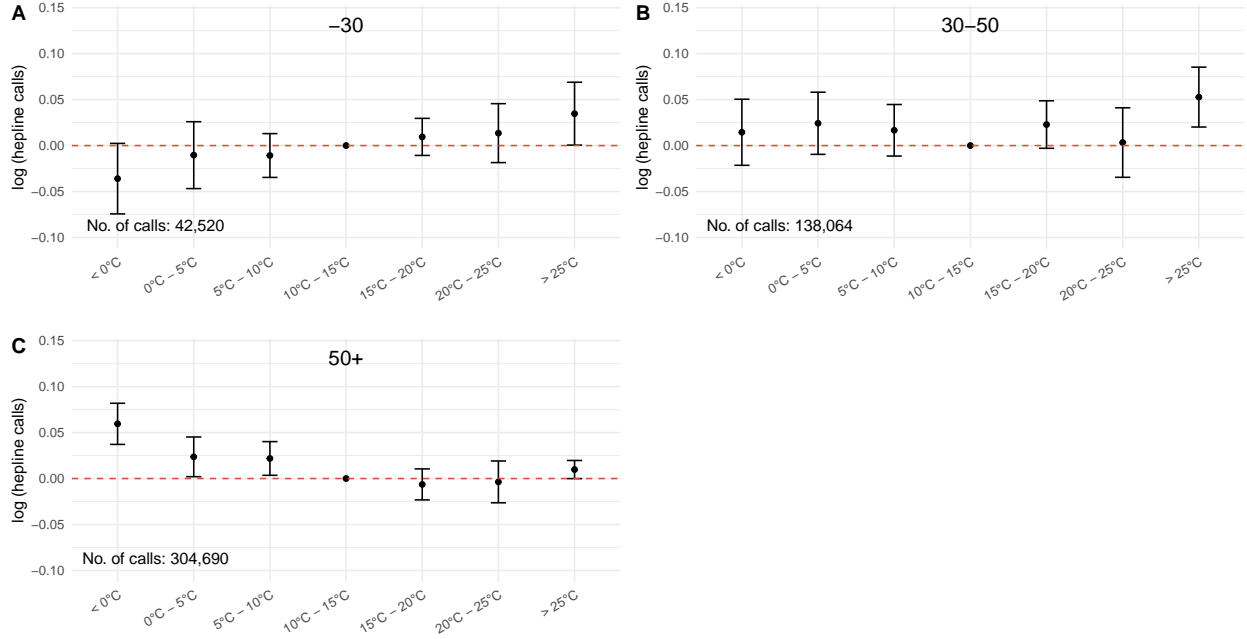 A
−30
log (hepline calls)
0.15
0.10
0.05
0.00
−0.05
−0.10
No. of calls: 42,520
< 0°C
0°C − 5°C
5°C − 10°C
10°C − 15°C
15°C − 20°C
20°C − 25°C
> 25°C
B
30−50
log (hepline calls)
0.15
0.10
0.05
0.00
−0.05
−0.10
No. of calls: 138,064
< 0°C
0°C − 5°C
5°C − 10°C
10°C − 15°C
15°C − 20°C
20°C − 25°C
> 25°C
C
50+
log (hepline calls)
0.15
0.10
0.05
0.00
−0.05
−0.10
No. of calls: 304,690
< 0°C
0°C − 5°C
5°C − 10°C
10°C − 15°C
15°C − 20°C
20°C − 25°C
> 25°C